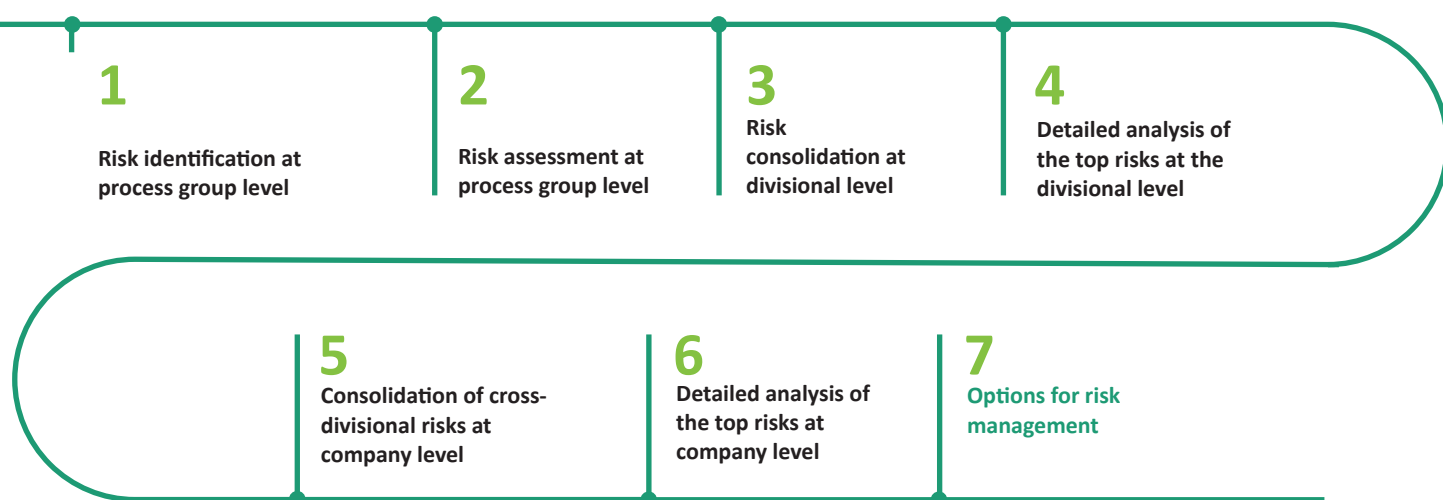 1
Risk identification at
process group level
2
Risk assessment at
process group level
3
Risk
consolidation at
divisional level
4
Detailed analysis of
the top risks at the
divisional level
5
Consolidation of cross-
divisional risks at
company level
6
Detailed analysis of
the top risks at
company level
7
Options for risk
management